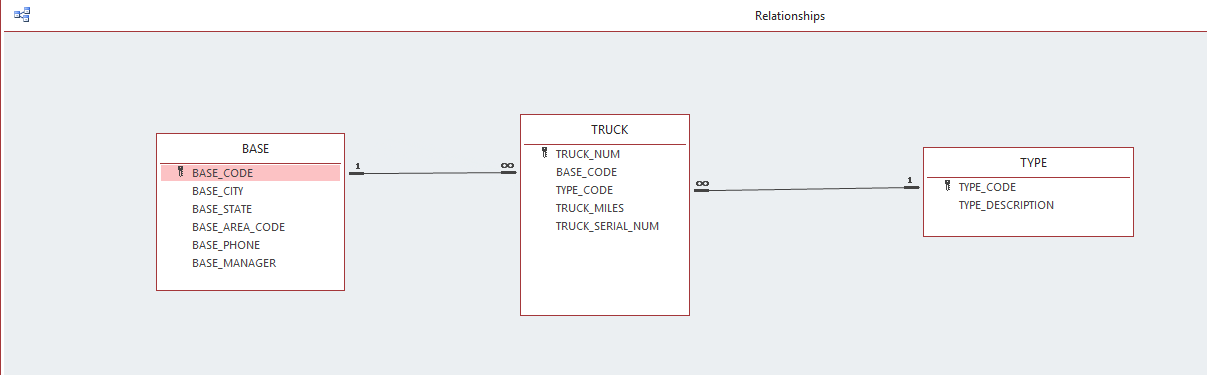 Relationships
BASE
BASE_CODE
BASE_CITY
BASE_STATE
BASE_AREA_CODE
BASE_PHONE
BASE_MANAGER
1
∞
TRUCK
TRUCK_NUM
BASE_CODE
TYPE_CODE
TRUCK_MILES
TRUCK_SERIAL_NUM
∞
1
TYPE
TYPE_CODE
TYPE_DESCRIPTION